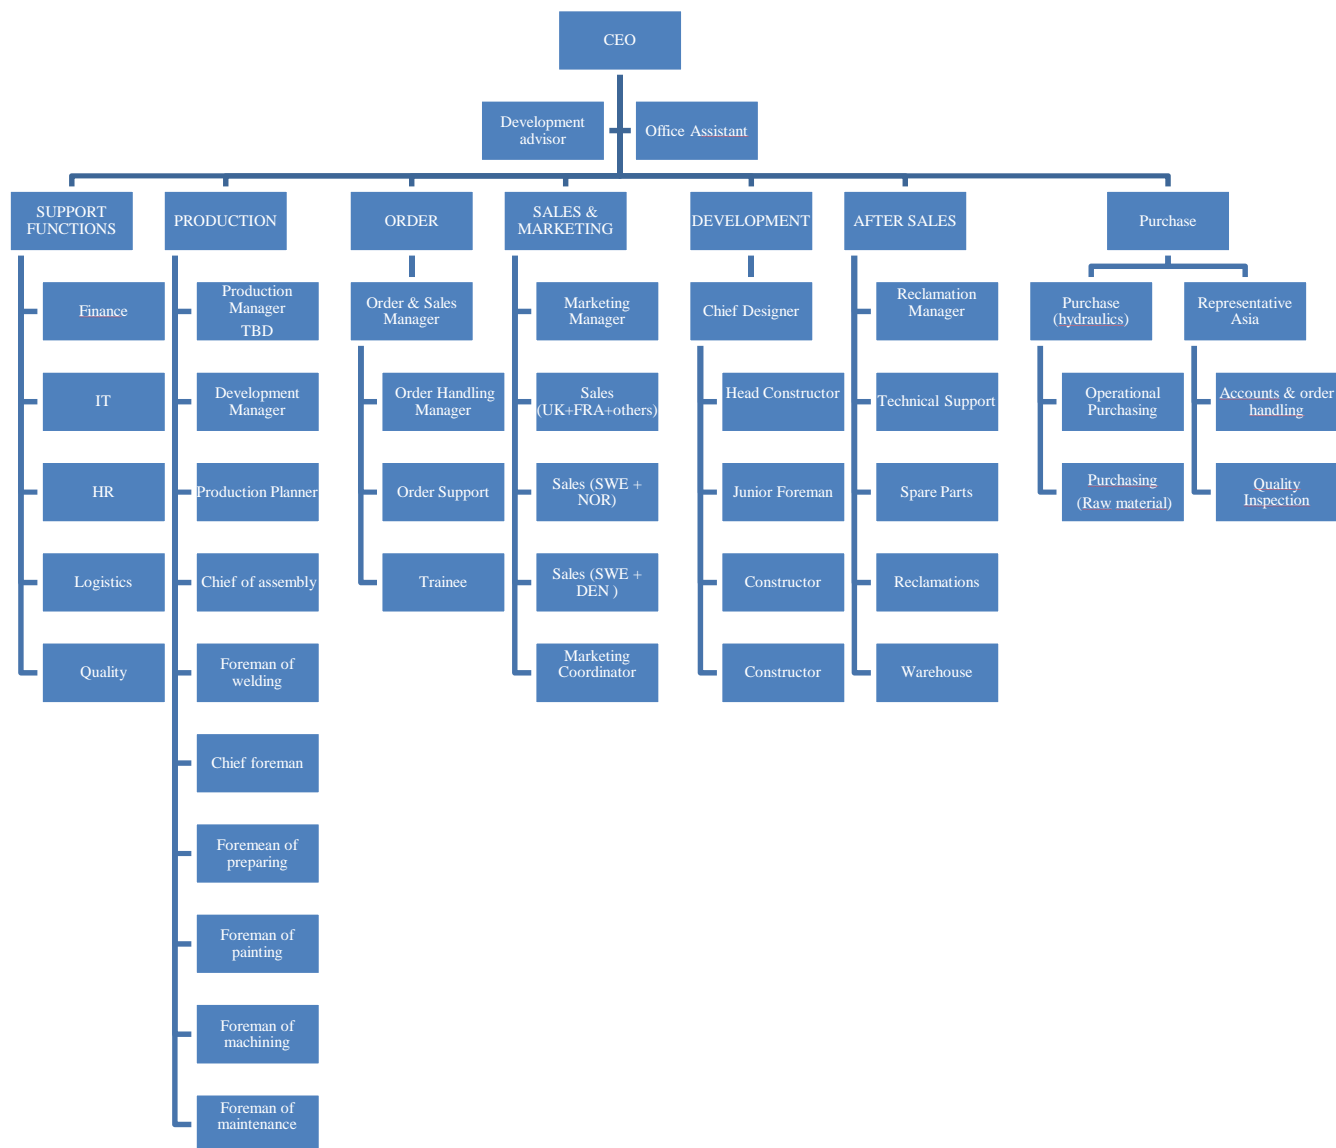 CEO
Development
advisor
Office Assistant
SUPPORT
FUNCTIONS
PRODUCTION
ORDER
SALES &
MARKETING
DEVELOPMENT
AFTER SALES
Purchase
Finance
IT
HR
Logistics
Quality
Production
Manager
TBD
Development
Manager
Production Planner
Chief of assembly
Foreman of
welding
Chief foreman
Foremean of
preparing
Foreman of
painting
Foreman of
machining
Foreman of
maintenance
Order & Sales
Manager
Order Handling
Manager
Order Support
Trainee
Marketing
Manager
Sales
(UK+FRA+others)
Sales (SWE +
NOR)
Sales (SWE +
DEN )
Marketing
Coordinator
Chief Designer
Head Constructor
Junior Foreman
Constructor
Constructor
Reclamation
Manager
Technical Support
Spare Parts
Reclamations
Warehouse
Purchase
(hydraulics)
Operational
Purchasing
Purchasing
(Raw material)
Representative
Asia
Accounts & order
handling
Quality
Inspection